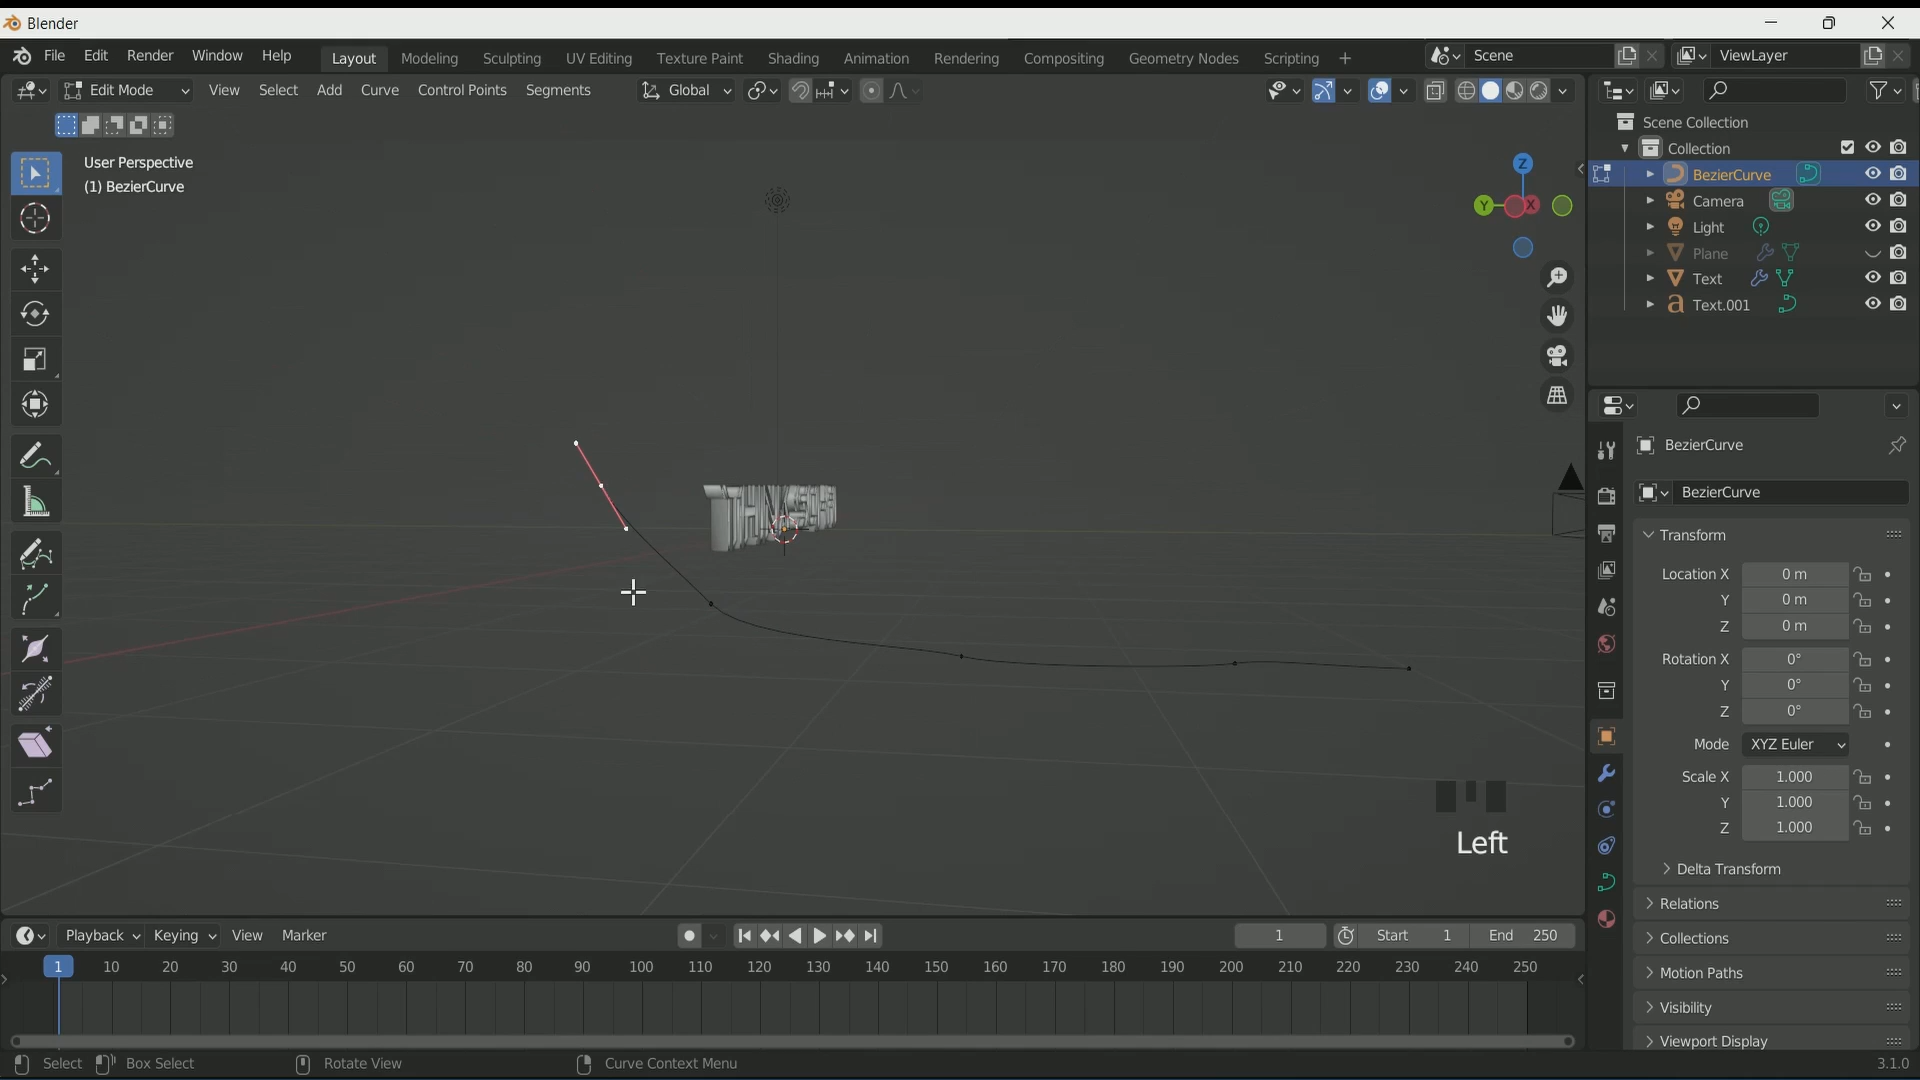 Blender
File Edit Render Window Help Layout Modeling Sculpting UV Editing Texture Paint Shading Animation Rendering Compositing Geometry Nodes Scripting + Scene ViewLayer
Edit Mode View Select Add Curve Control Points Segments Global
User Perspective
(1) BezierCurve
Z
Y X
Scene Collection
Collection
BezierCurve
Camera
Light
Plane
Text
Text.001
BezierCurve
BezierCurve
Transform
Location X 0 m
Y 0 m
Z 0 m
Rotation X 0°
Y 0°
Z 0°
Mode XYZ Euler
Scale X 1.000
Y 1.000
Z 1.000
Delta Transform
Relations
Collections
Motion Paths
Visibility
Viewport Display
Left
Playback Keying View Marker 1 Start 1 End 250
1 10 20 30 40 50 60 70 80 90 100 110 120 130 140 150 160 170 180 190 200 210 220 230 240 250
Select Box Select Rotate View Curve Context Menu 3.1.0